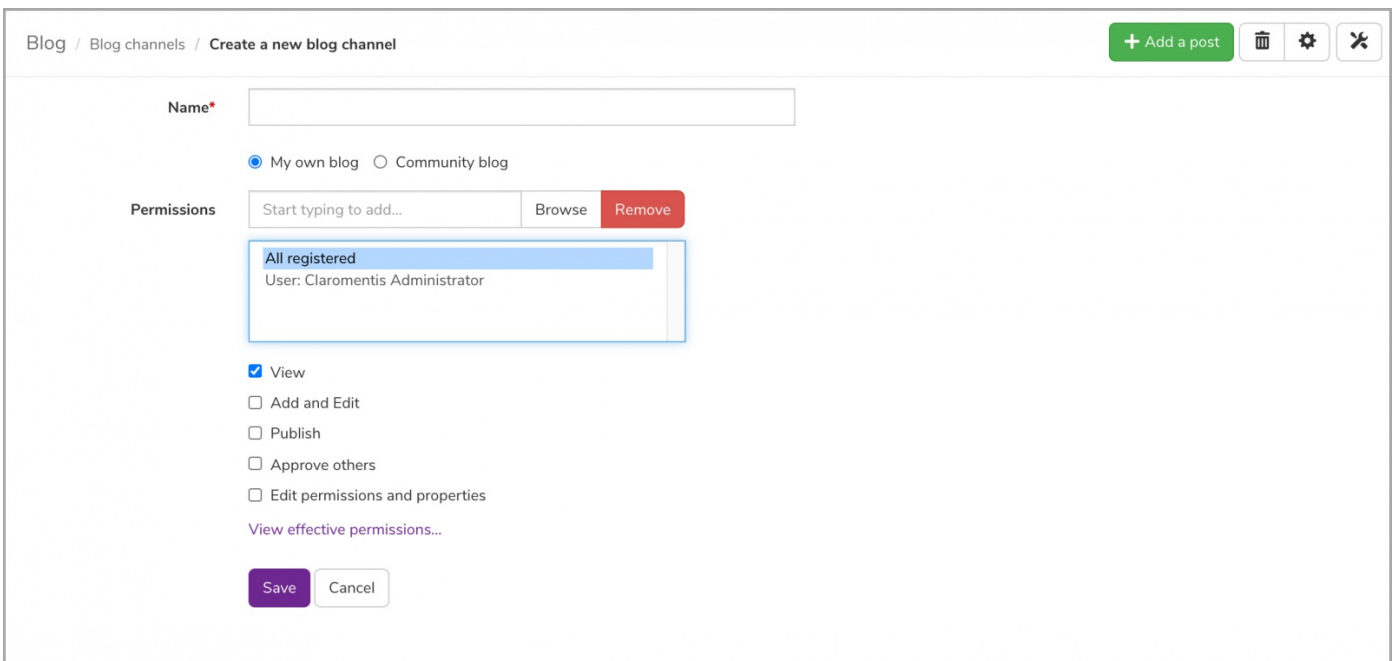 Blog / Blog channels / Create a new blog channel
+ Add a post
Name*
My own blog Community blog
Permissions Start typing to add... Browse Remove
All registered
User: Claromentis Administrator
View
Add and Edit
Publish
Approve others
Edit permissions and properties
View effective permissions...
Save Cancel